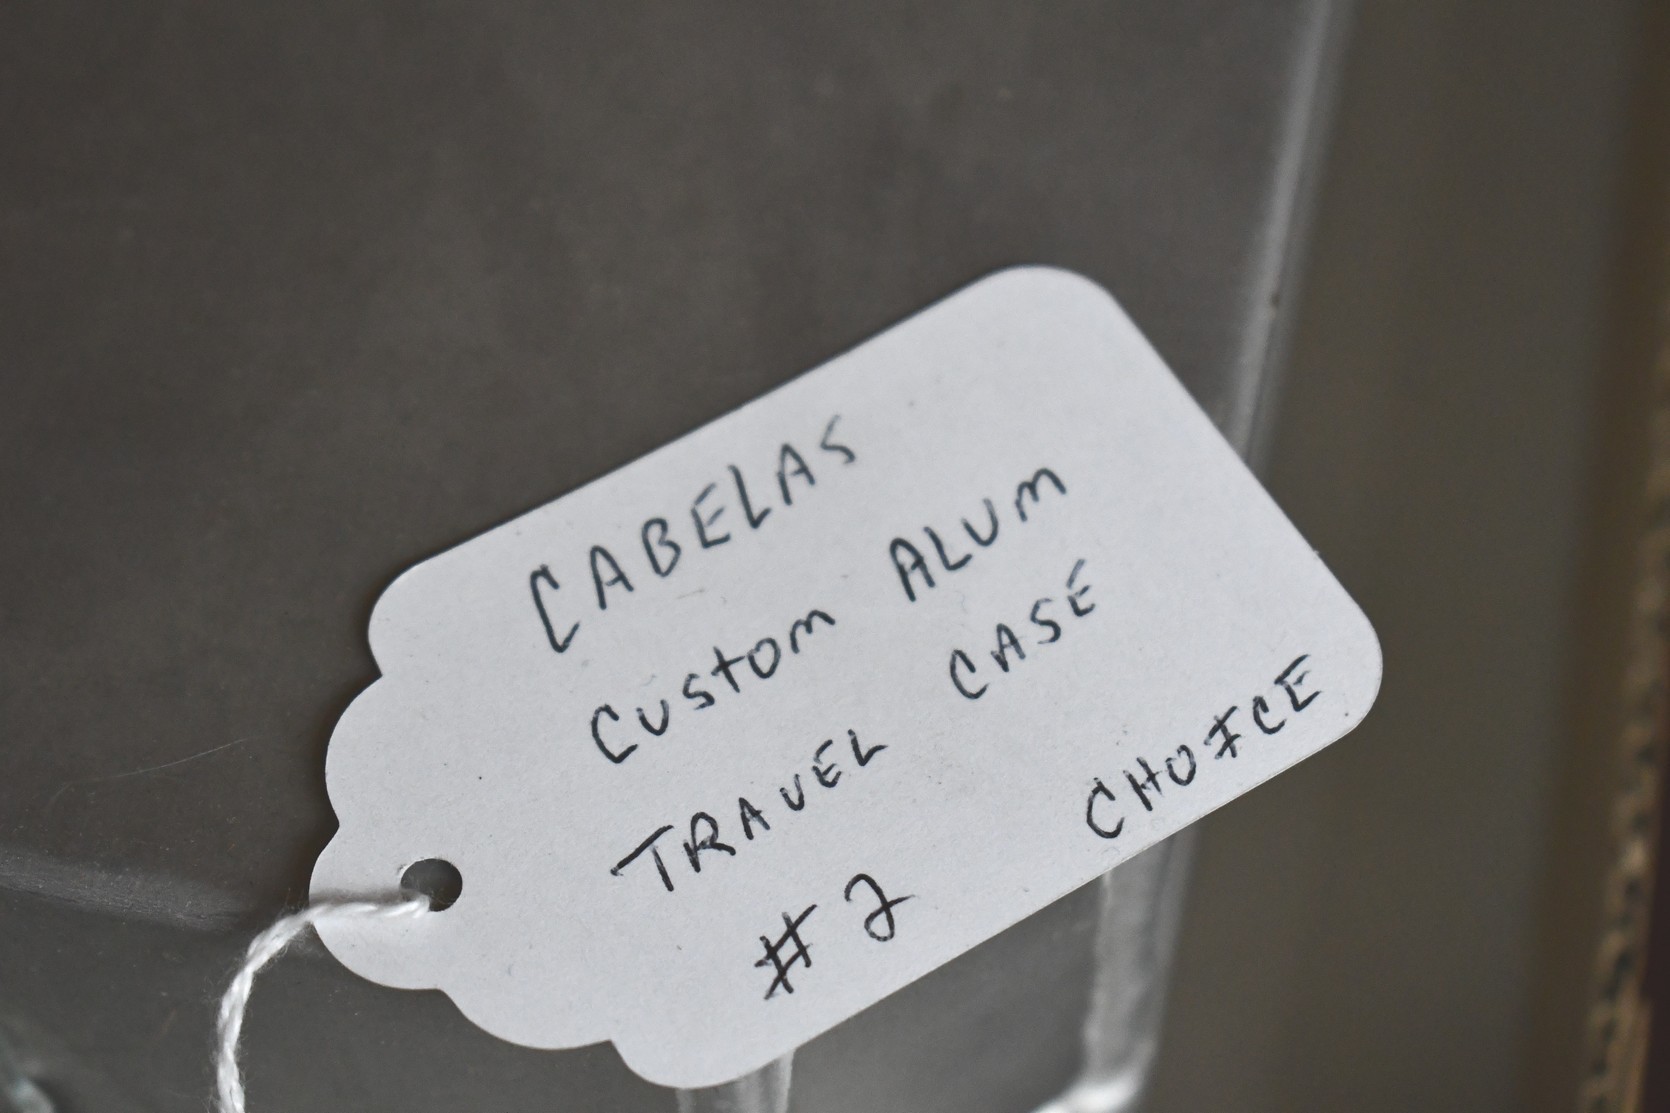 CABELAS
CUSTOM ALUM
TRAVEL CASE
#2 CHOICE